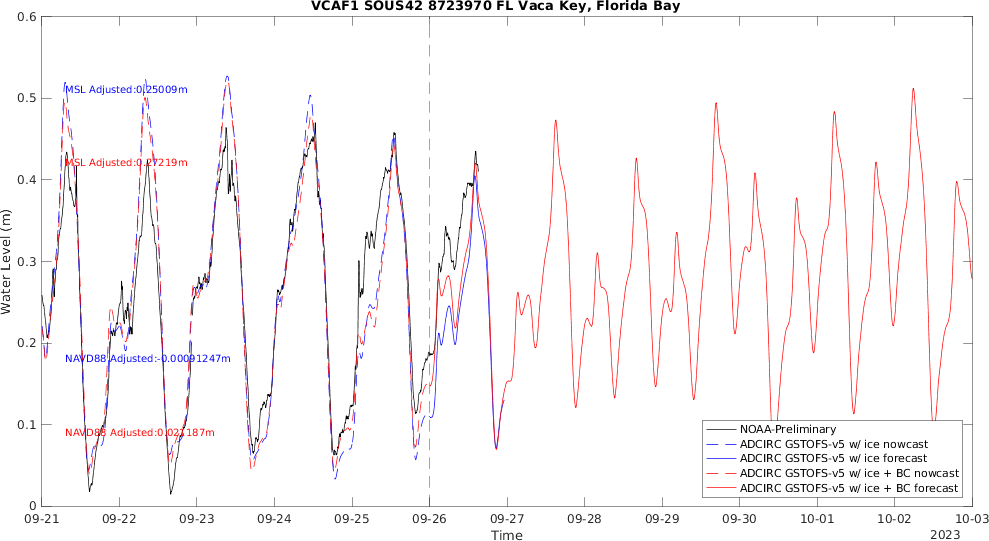 VCAF1 SOUS42 8723970 FL Vaca Key, Florida Bay
0.6
0.5
0.4
0.3
0.2
0.1
0
Water Level (m)
MSL Adjusted:0.25009m
MSL Adjusted:0.27219m
NAVD88 Adjusted:-0.00091247m
NAVD88 Adjusted:0.021187m
NOAA-Preliminary
ADCIRC GSTOFS-v5 w/ ice nowcast
ADCIRC GSTOFS-v5 w/ ice forecast
ADCIRC GSTOFS-v5 w/ ice + BC nowcast
ADCIRC GSTOFS-v5 w/ ice + BC forecast
09-21 09-22 09-23 09-24 09-25 09-26 09-27 09-28 09-29 09-30 10-01 10-02 10-03
Time
2023